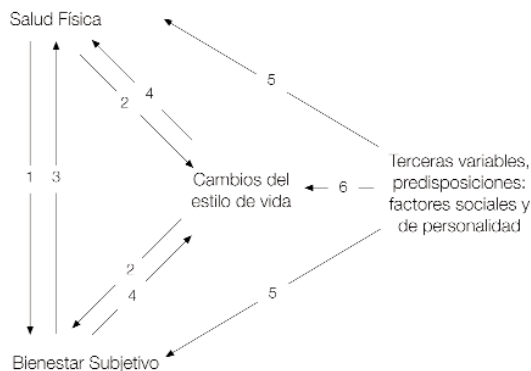 Salud Física
5
4
2
Terceras variables,
predisposiciones:
factores sociales y
de personalidad
1
3
Cambios del
estilo de vida
6
2
4
5
Bienestar Subjetivo